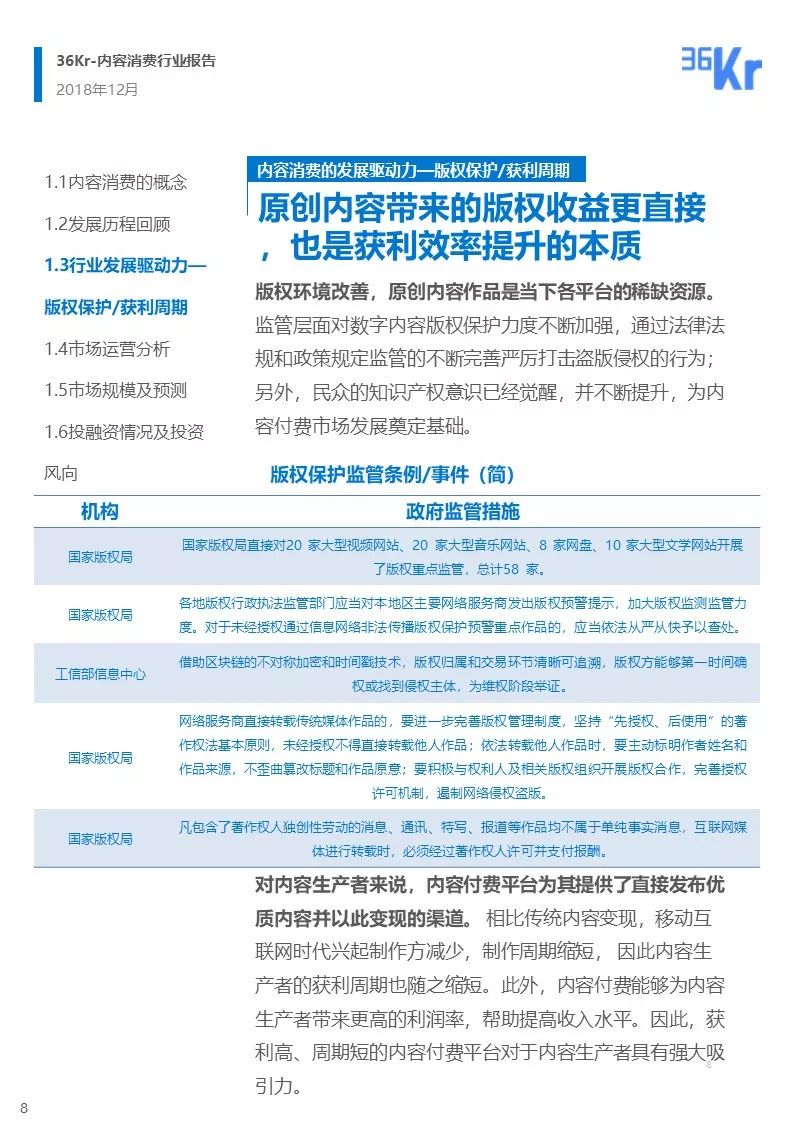 36Kr-内容消费行业报告
2018年12月
36Kr
1.1内容消费的概念
1.2发展历程回顾
1.3行业发展驱动力—
版权保护/获利周期
1.4市场运营分析
1.5市场规模及预测
1.6投融资情况及投资
风向
内容消费的发展驱动力—版权保护/获利周期
原创内容带来的版权收益更直接
，也是获利效率提升的本质
版权环境改善，原创内容作品是当下各平台的稀缺资源。
监管层面对数字内容版权保护力度不断加强，通过法律法
规和政策规定监管的不断完善严厉打击盗版侵权的行为；
另外，民众的知识产权意识已经觉醒，并不断提升，为内
容付费市场发展奠定基础。
版权保护监管条例/事件（简）
机构 政府监管措施
国家版权局
国家版权局直接对20 家大型视频网站、20 家大型音乐网站、8 家网盘、10 家大型文学网站开展
了版权重点监管，总计58 家。
国家版权局
各地版权行政执法监管部门应当对本地区主要网络服务商发出版权预警提示，加大版权监测监管力
度。对于未经授权通过信息网络非法传播版权保护预警重点作品的，应当依法从严从快予以查处。
工信部信息中心
借助区块链的不对称加密和时间戳技术，版权归属和交易环节清晰可追溯，版权方能够第一时间确
权或找到侵权主体，为维权阶段举证。
国家版权局
网络服务商直接转载传统媒体作品的，要进一步完善版权管理制度，坚持“先授权、后使用”的著
作权法基本原则，未经授权不得直接转载他人作品；依法转载他人作品时，要主动标明作者姓名和
作品来源，不歪曲篡改标题和作品原意；要积极与权利人及相关版权组织开展版权合作，完善授权
许可机制，遏制网络侵权盗版。
国家版权局
凡包含了著作权人独创性劳动的消息、通讯、特写、报道等作品均不属于单纯事实消息，互联网媒
体进行转载时，必须经过著作权人许可并支付报酬。
对内容生产者来说，内容付费平台为其提供了直接发布优
质内容并以此变现的渠道。相比传统内容变现，移动互
联网时代兴起制作方减少，制作周期缩短， 因此内容生
产者的获利周期也随之缩短。此外，内容付费能够为内容
生产者带来更高的利润率，帮助提高收入水平。因此，获
利高、周期短的内容付费平台对于内容生产者具有强大吸
引力。
8
8